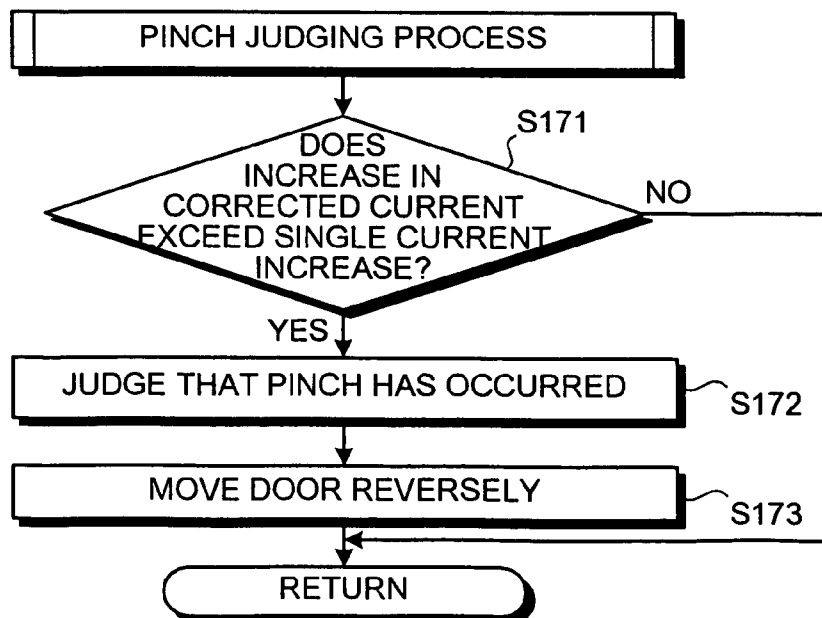 PINCH JUDGING PROCESS
S171
DOES
INCREASE IN
CORRECTED CURRENT
EXCEED SINGLE CURRENT
INCREASE?
NO
YES
JUDGE THAT PINCH HAS OCCURRED
S172
MOVE DOOR REVERSELY
S173
RETURN